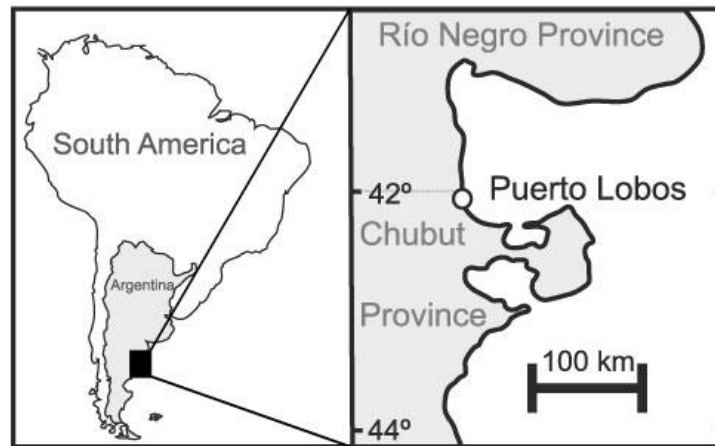 South America
Argentina
Río Negro Province
42º
Puerto Lobos
Chubut
Province
100 km
44º